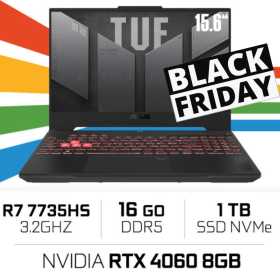 TUF
15.6"
BLACK
FRIDAY
R7 7735HS
3.2GHZ
16 GO
DDR5
1 TB
SSD NVMe
NVIDIA RTX 4060 8GB